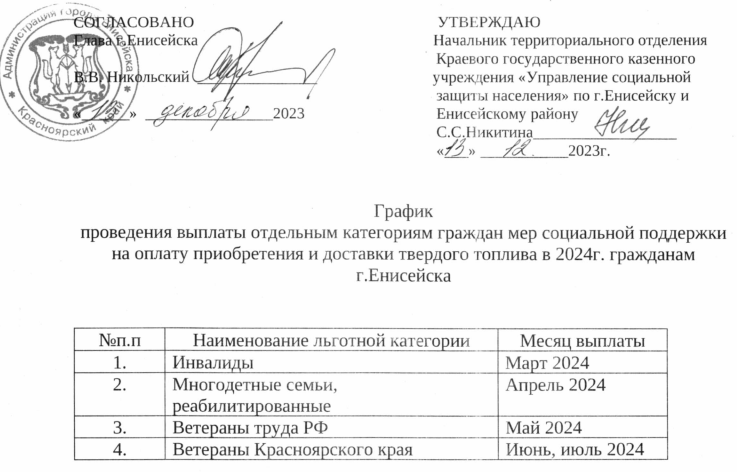 Администрация города Енисейска
Красноярский край
СОГЛАСОВАНО
Глава г.Енисейска
В.В. Никольский
« » декабря 2023
УТВЕРЖДАЮ
Начальник территориального отделения
Краевого государственного казенного
учреждения «Управление социальной
защиты населения» по г.Енисейску и
Енисейскому району
С.С.Никитина
«13» 12. 2023г.
График
проведения выплаты отдельным категориям граждан мер социальной поддержки
на оплату приобретения и доставки твердого топлива в 2024г. гражданам
г.Енисейска
№п.п Наименование льготной категории Месяц выплаты
1. Инвалиды Март 2024
2. Многодетные семьи, Апрель 2024
реабилитированные
3. Ветераны труда РФ Май 2024
4. Ветераны Красноярского края Июнь, июль 2024